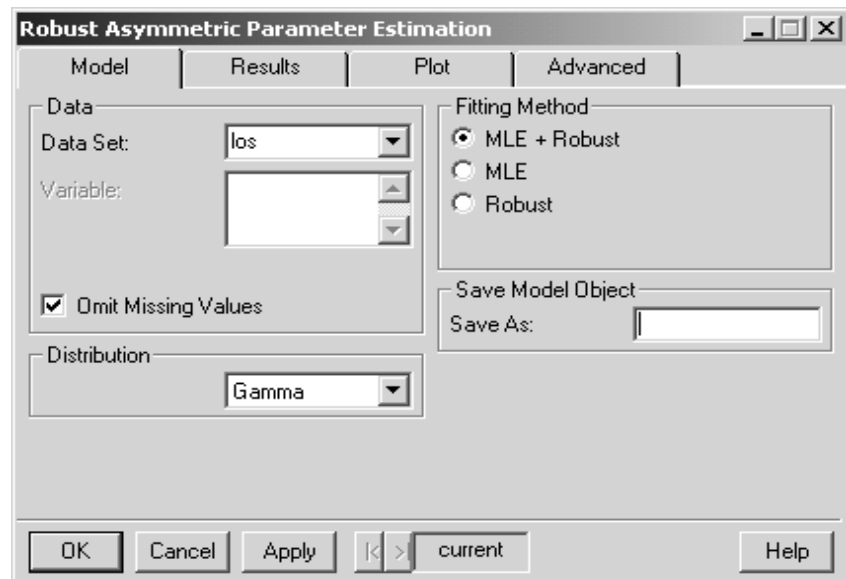 Robust Asymmetric Parameter Estimation
Model Results Plot Advanced
Data
Data Set: los
Variable:
Omit Missing Values
Distribution
Gamma
Fitting Method
MLE + Robust
MLE
Robust
Save Model Object
Save As:
OK Cancel Apply current Help